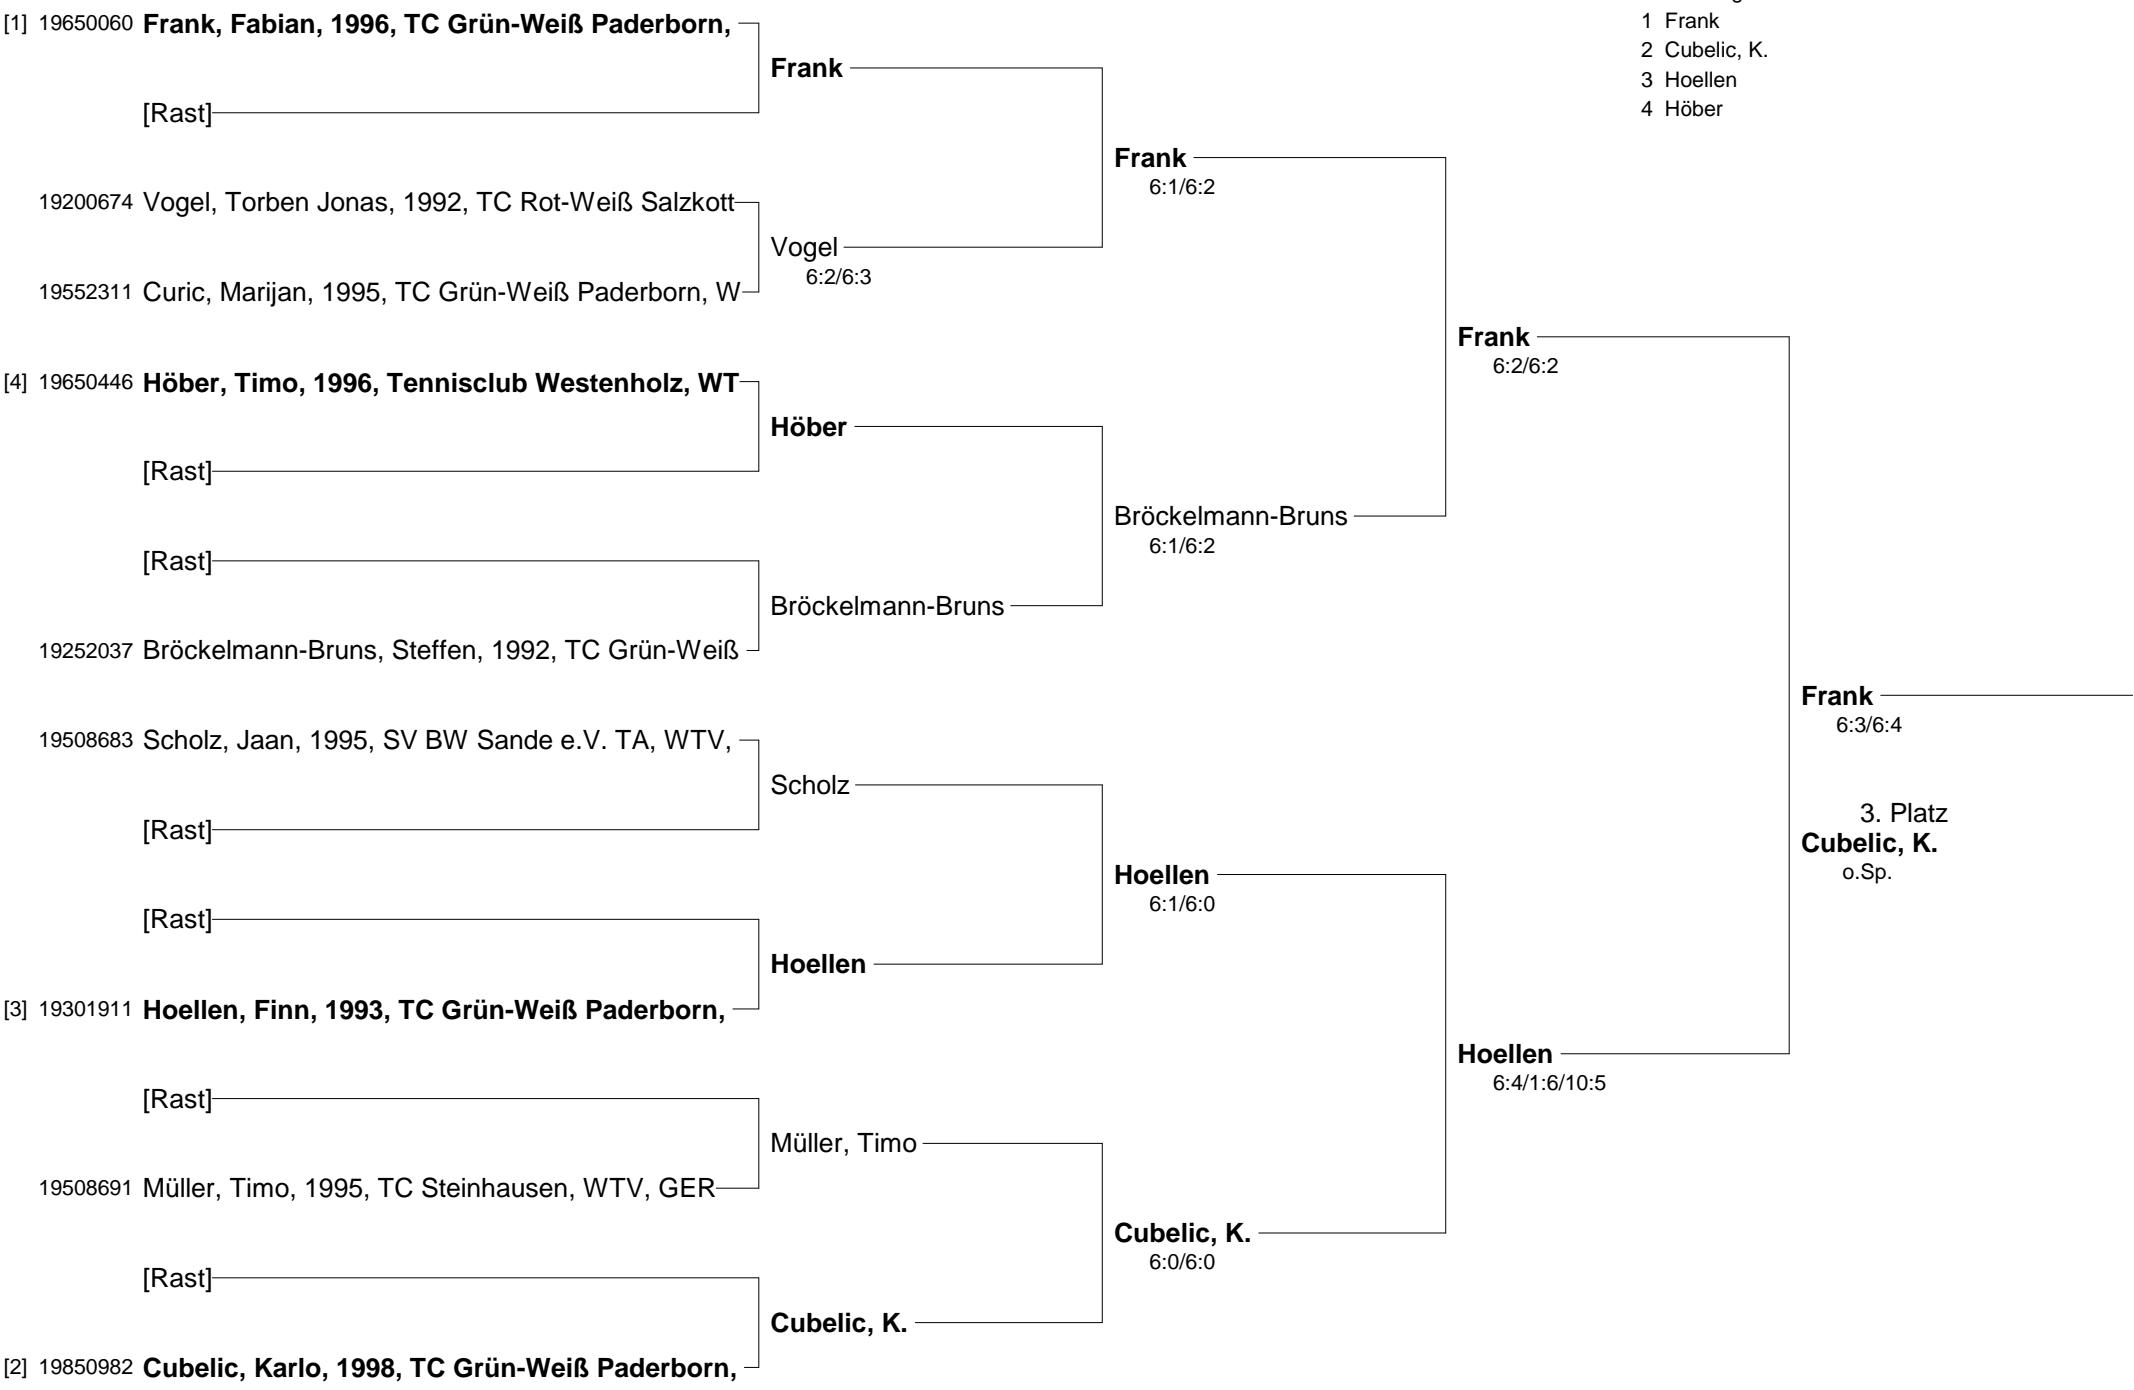 1 Frank
2 Cubelic, K.
3 Hoellen
4 Höber
[1] 19650060 Frank, Fabian, 1996, TC Grün-Weiß Paderborn,
Frank
[Rast]
Frank
6:1/6:2
19200674 Vogel, Torben Jonas, 1992, TC Rot-Weiß Salzkott
Vogel
6:2/6:3
19552311 Curic, Marijan, 1995, TC Grün-Weiß Paderborn, W
Frank
6:2/6:2
[4] 19650446 Höber, Timo, 1996, Tennisclub Westenholz, WT
Höber
[Rast]
Bröckelmann-Bruns
6:1/6:2
[Rast]
Bröckelmann-Bruns
19252037 Bröckelmann-Bruns, Steffen, 1992, TC Grün-Weiß
Frank
6:3/6:4
19508683 Scholz, Jaan, 1995, SV BW Sande e.V. TA, WTV,
Scholz
3. Platz
[Rast]
Cubelic, K.
o.Sp.
Hoellen
6:1/6:0
[Rast]
Hoellen
[3] 19301911 Hoellen, Finn, 1993, TC Grün-Weiß Paderborn,
Hoellen
6:4/1:6/10:5
[Rast]
Müller, Timo
19508691 Müller, Timo, 1995, TC Steinhausen, WTV, GER
Cubelic, K.
6:0/6:0
[Rast]
Cubelic, K.
[2] 19850982 Cubelic, Karlo, 1998, TC Grün-Weiß Paderborn,